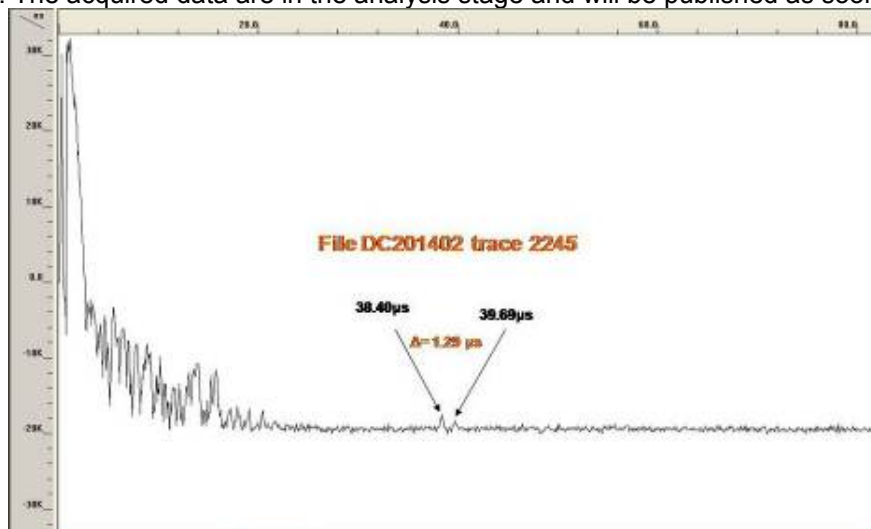 . The acquired data are in the analysis stage and will be published as soon
20.0 40.0 60.0 80.0
30K
20K
10K
0.0
-10K
-20K
-30K
File DC201402 trace 2245
38.40µs 39.69µs
Δ=1.29 µs